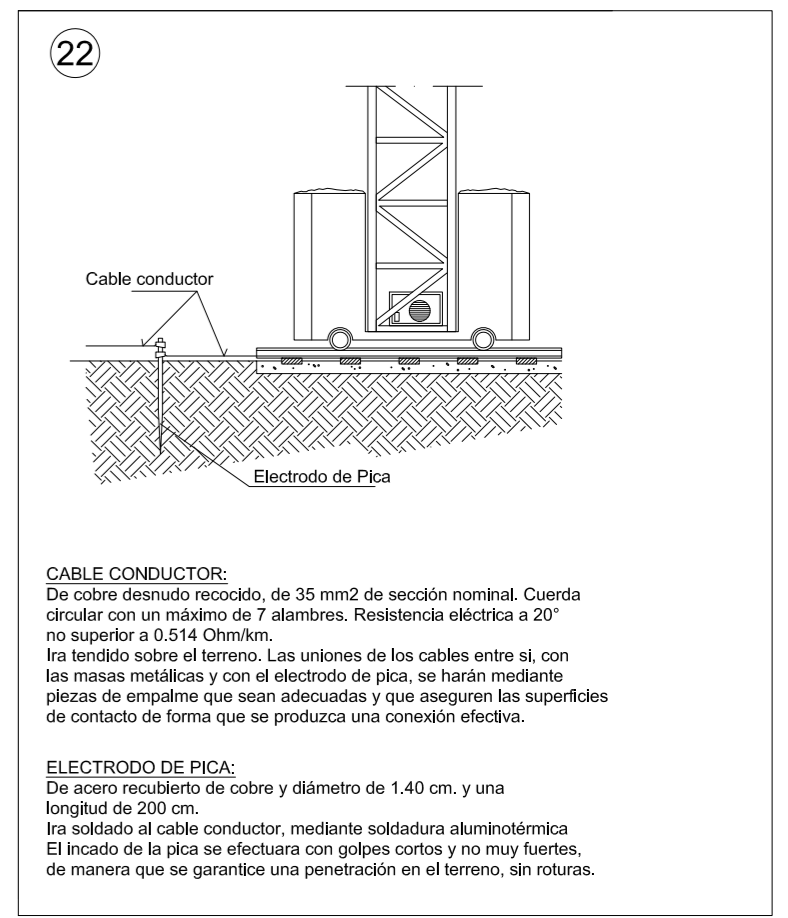 22
Cable conductor
Electrodo de Pica
CABLE CONDUCTOR:
De cobre desnudo recocido, de 35 mm2 de sección nominal. Cuerda
circular con un máximo de 7 alambres. Resistencia eléctrica a 20°
no superior a 0.514 Ohm/km.
Ira tendido sobre el terreno. Las uniones de los cables entre si, con
las masas metálicas y con el electrodo de pica, se harán mediante
piezas de empalme que sean adecuadas y que aseguren las superficies
de contacto de forma que se produzca una conexión efectiva.
ELECTRODO DE PICA:
De acero recubierto de cobre y diámetro de 1.40 cm. y una
longitud de 200 cm.
Ira soldado al cable conductor, mediante soldadura aluminotérmica
El incado de la pica se efectuara con golpes cortos y no muy fuertes,
de manera que se garantice una penetración en el terreno, sin roturas.